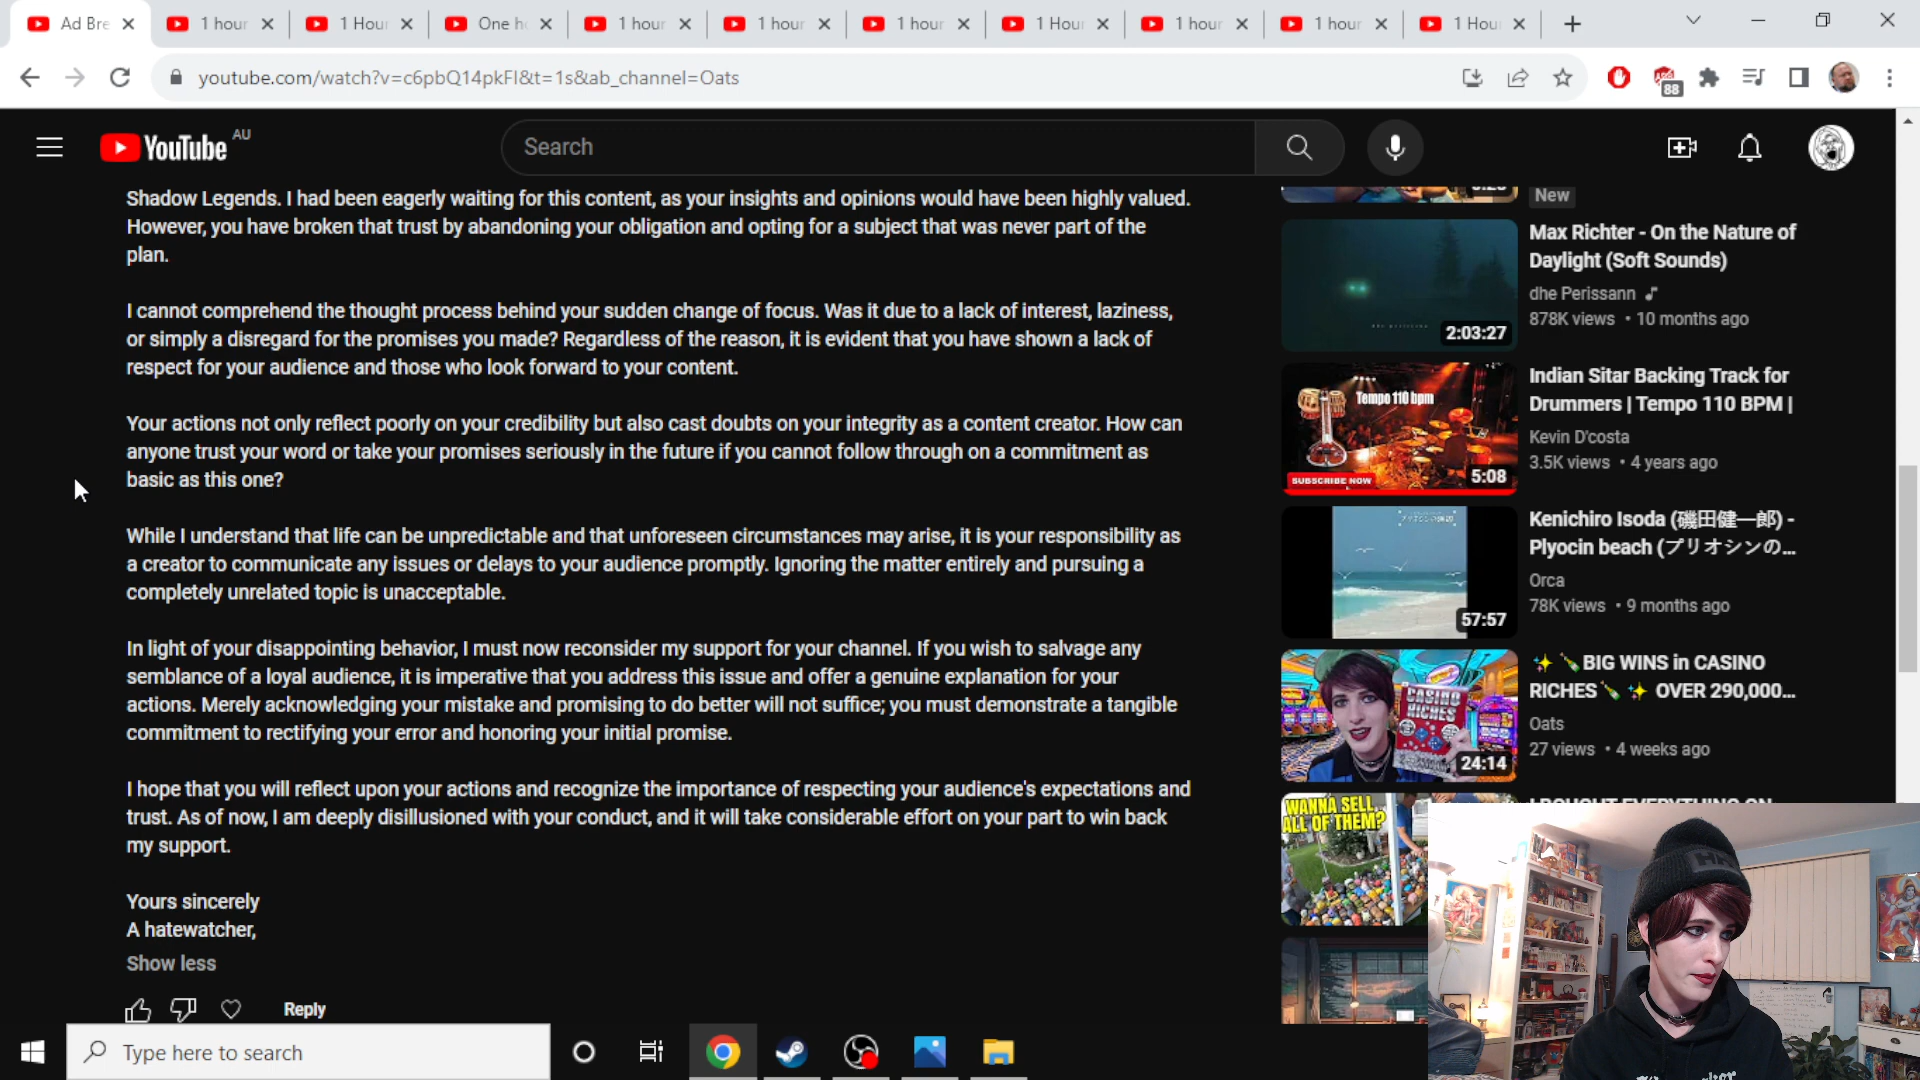 Ad Bre
1 hour
1 Hou
One h
1 hour
1 hour
1 hour
1 Hou
1 hour
1 hour
1 Hou
youtube.com/watch?v=c6pbQ14pkFI&t=1s&ab_channel=Oats
88
YouTube AU
Search
Shadow Legends. I had been eagerly waiting for this content, as your insights and opinions would have been highly valued.
However, you have broken that trust by abandoning your obligation and opting for a subject that was never part of the
plan.
I cannot comprehend the thought process behind your sudden change of focus. Was it due to a lack of interest, laziness,
or simply a disregard for the promises you made? Regardless of the reason, it is evident that you have shown a lack of
respect for your audience and those who look forward to your content.
Your actions not only reflect poorly on your credibility but also cast doubts on your integrity as a content creator. How can
anyone trust your word or take your promises seriously in the future if you cannot follow through on a commitment as
basic as this one?
While I understand that life can be unpredictable and that unforeseen circumstances may arise, it is your responsibility as
a creator to communicate any issues or delays to your audience promptly. Ignoring the matter entirely and pursuing a
completely unrelated topic is unacceptable.
In light of your disappointing behavior, I must now reconsider my support for your channel. If you wish to salvage any
semblance of a loyal audience, it is imperative that you address this issue and offer a genuine explanation for your
actions. Merely acknowledging your mistake and promising to do better will not suffice; you must demonstrate a tangible
commitment to rectifying your error and honoring your initial promise.
I hope that you will reflect upon your actions and recognize the importance of respecting your audience's expectations and
trust. As of now, I am deeply disillusioned with your conduct, and it will take considerable effort on your part to win back
my support.
Yours sincerely
A hatewatcher,
Show less
Reply
New
Max Richter - On the Nature of
Daylight (Soft Sounds)
dhe Perissann
878K views • 10 months ago
2:03:27
Tempo 110 bpm
SUBSCRIBE NOW
5:08
Indian Sitar Backing Track for
Drummers | Tempo 110 BPM |
Kevin D'costa
3.5K views • 4 years ago
57:57
Kenichiro Isoda (磯田健一郎) -
Plyocin beach (プリオシンの...
Orca
78K views • 9 months ago
CASINO
RICHES
24:14
✨🍾BIG WINS in CASINO
RICHES🍾✨ OVER 290,000...
Oats
27 views • 4 weeks ago
WANNA SELL
ALL OF THEM?
I BOUGHT EVERYTHING ON
Type here to search